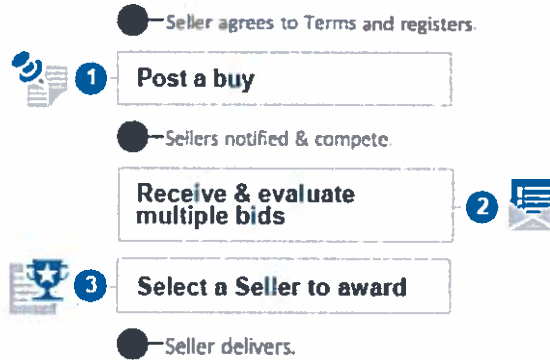 Seller agrees to Terms and registers.
1 Post a buy
Sellers notified & compete.
Receive & evaluate
multiple bids
2
3 Select a Seller to award
Seller delivers.